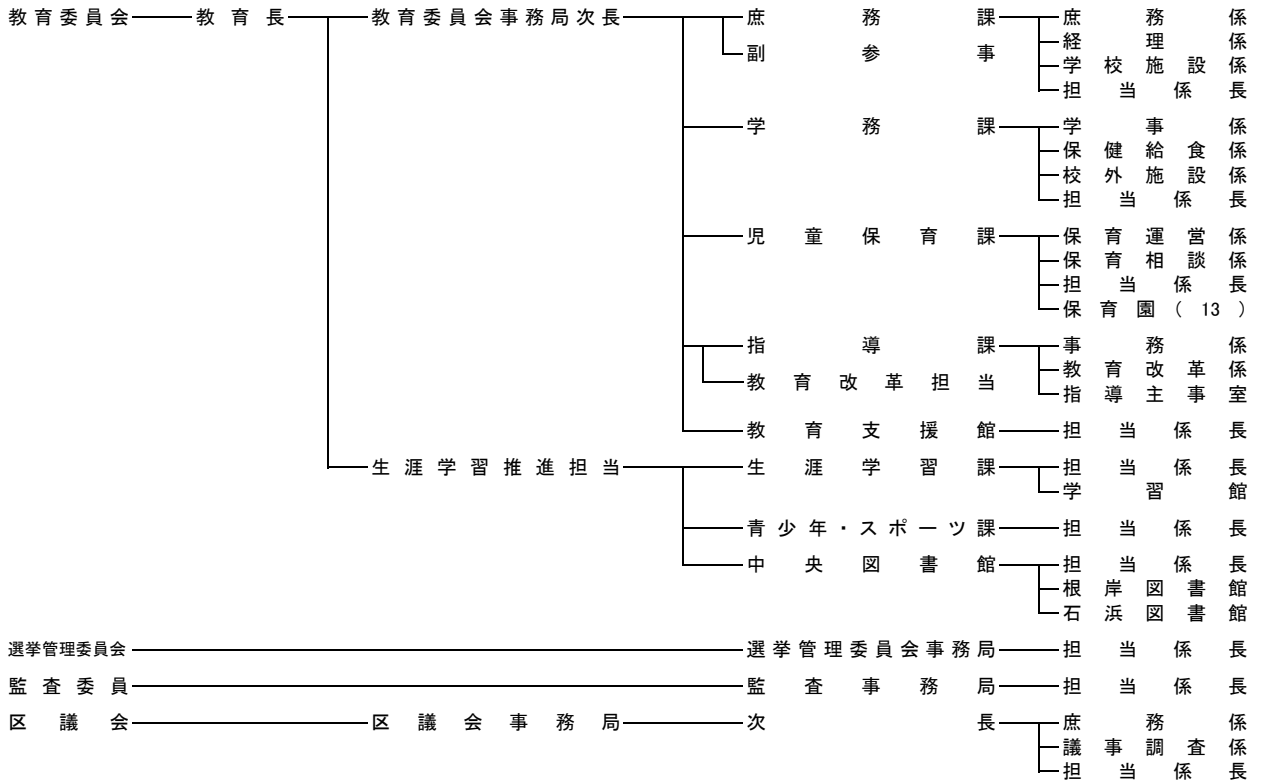 教育委員会 教育長 教育委員会事務局次長 庶務課 庶務係
経理係
副参事
学校施設係
担当係長
学務課 学事係
保健給食係
校外施設係
担当係長
児童保育課 保育運営係
保育相談係
担当係長
保育園(13)
指導課 事務係
教育改革係
教育改革担当
指導主事室
教育支援館 担当係長
生涯学習推進担当 生涯学習課 担当係長
学習館
青少年・スポーツ課 担当係長
中央図書館 担当係長
根岸図書館
石浜図書館
選挙管理委員会 選挙管理委員会事務局 担当係長
監査委員 監査事務局 担当係長
区議会 区議会事務局 次長 庶務係
議事調査係
担当係長